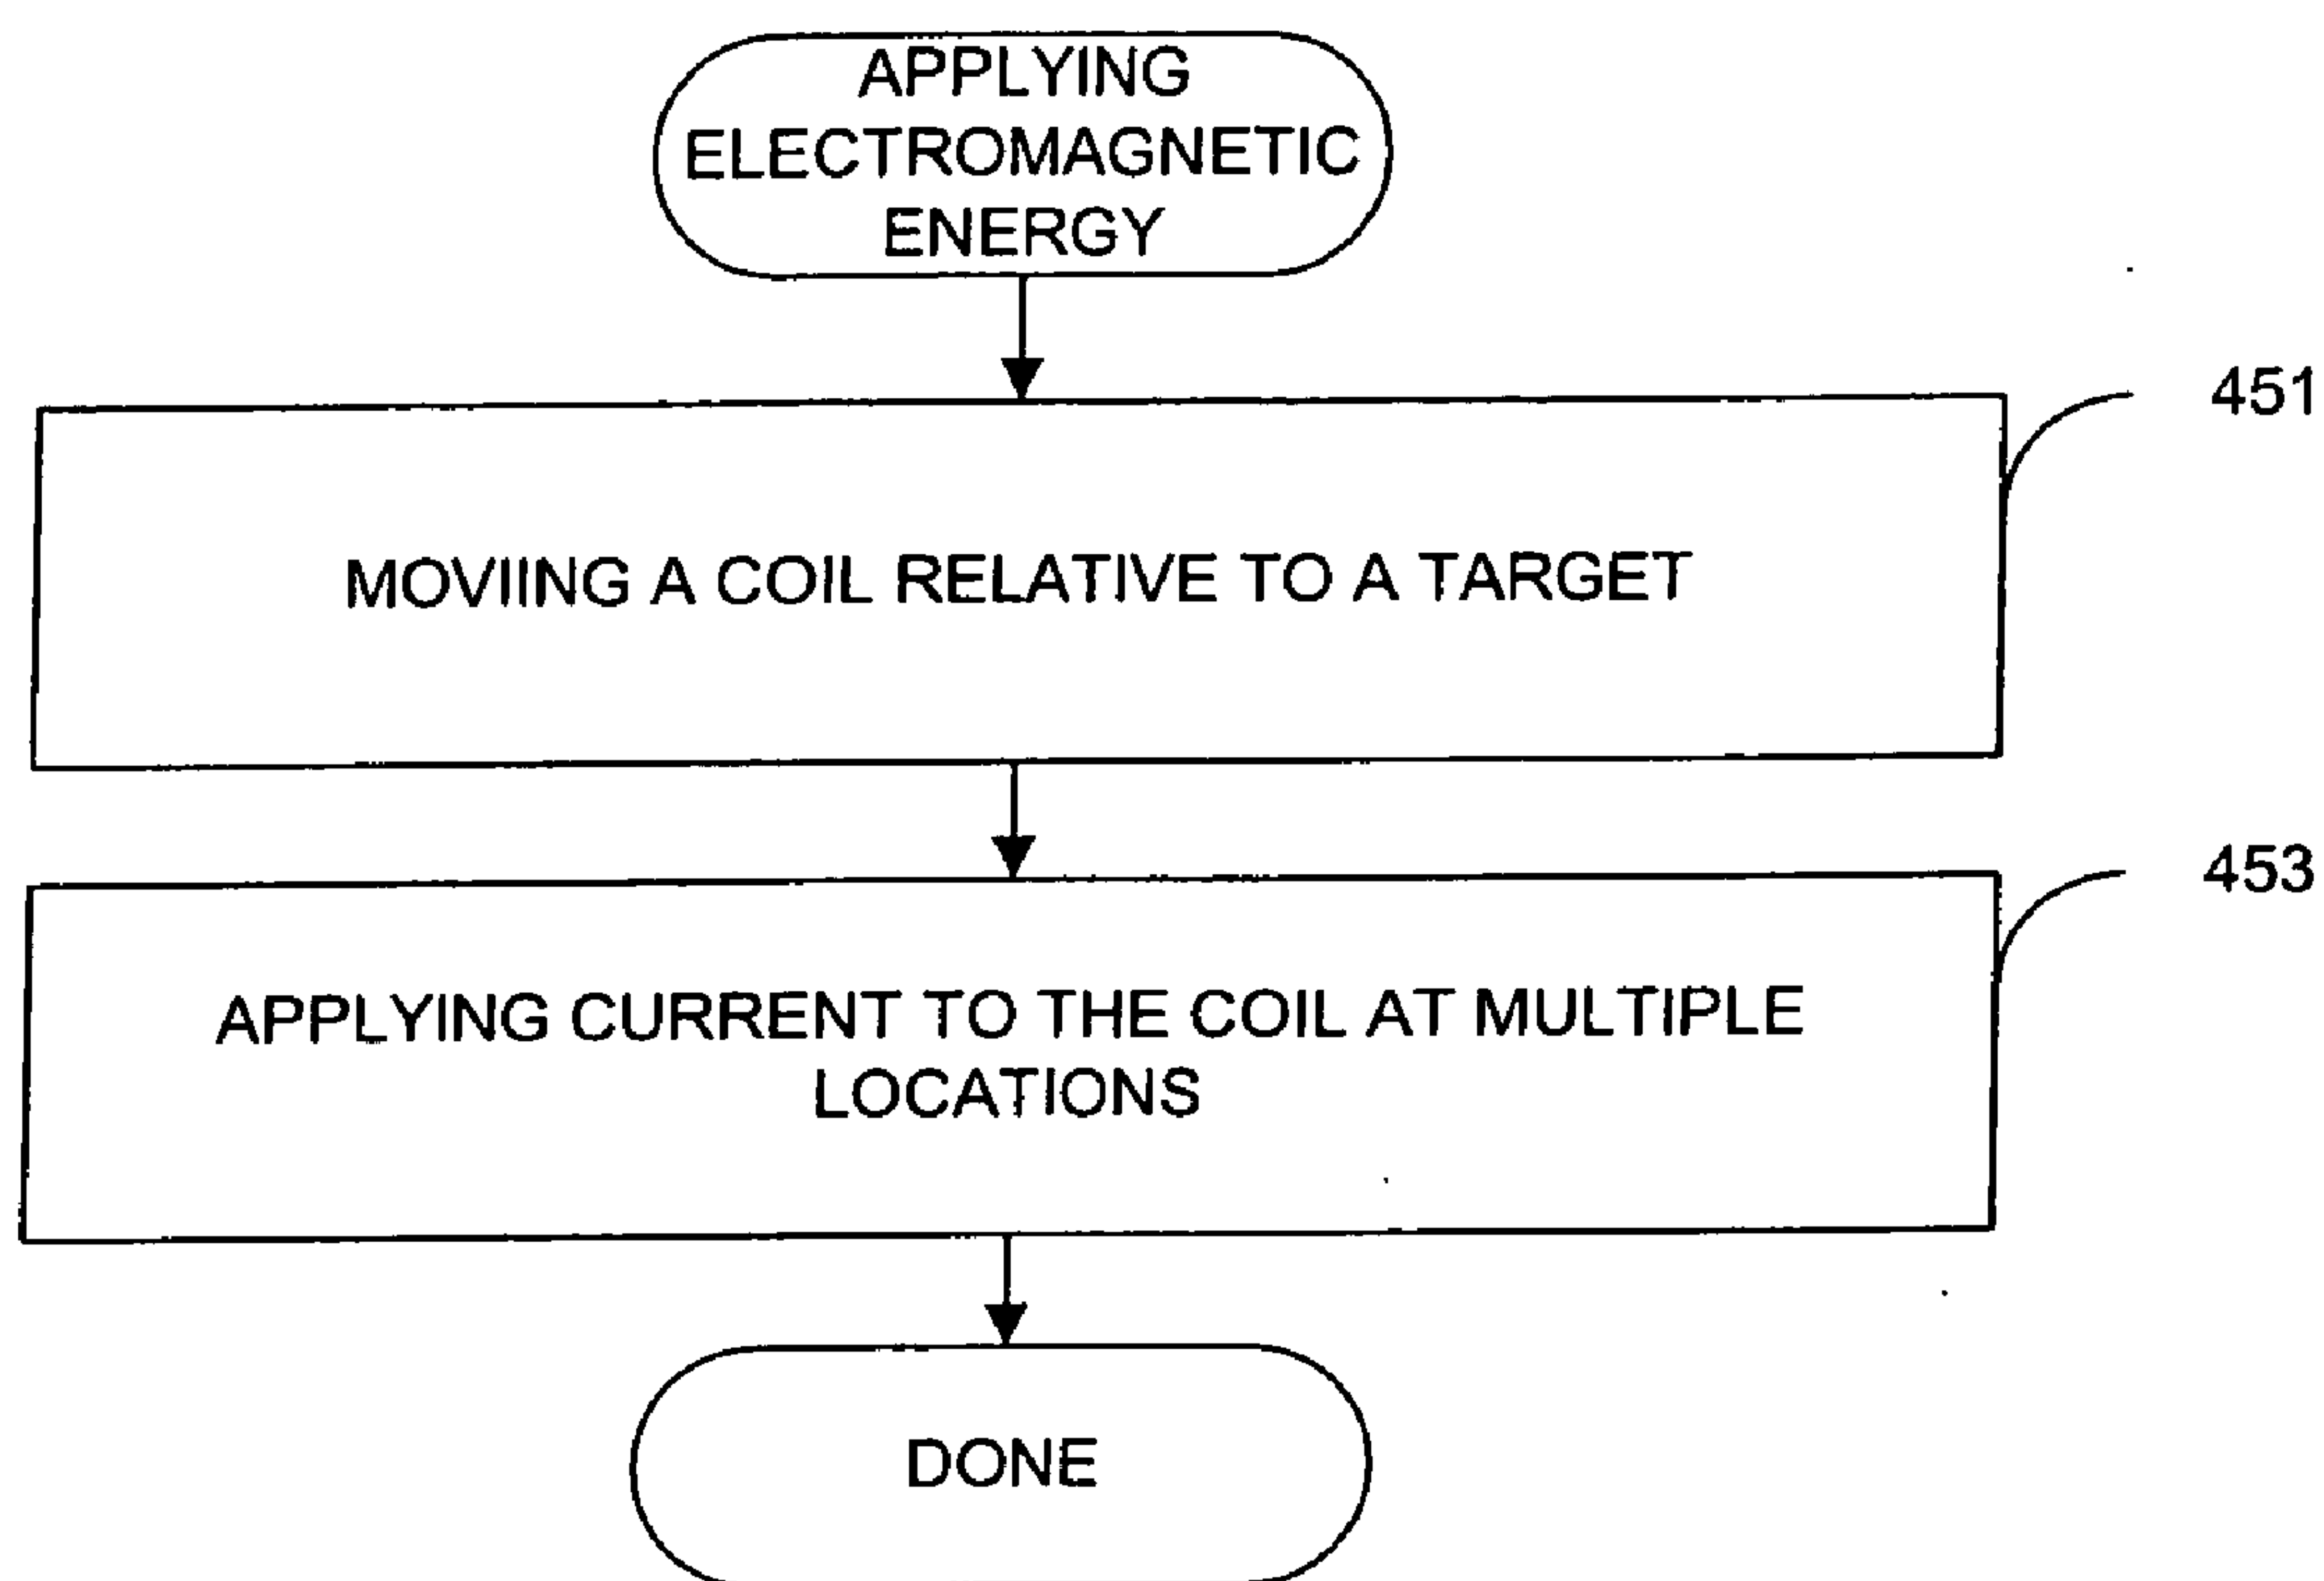 APPLYING
ELECTROMAGNETIC
ENERGY
451
MOVIING A COIL RELATIVE TO A TARGET
453
APPLYING CURRENT TO THE COIL AT MULTIPLE
LOCATIONS
DONE